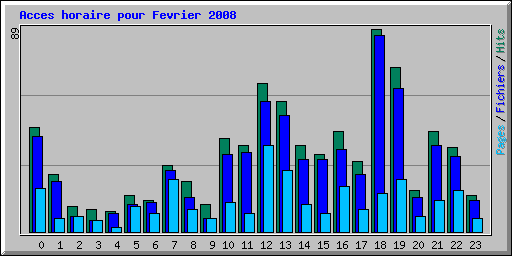 Acces horaire pour Fevrier 2008
89
Pages / Fichiers / Hits
0 1 2 3 4 5 6 7 8 9 10 11 12 13 14 15 16 17 18 19 20 21 22 23